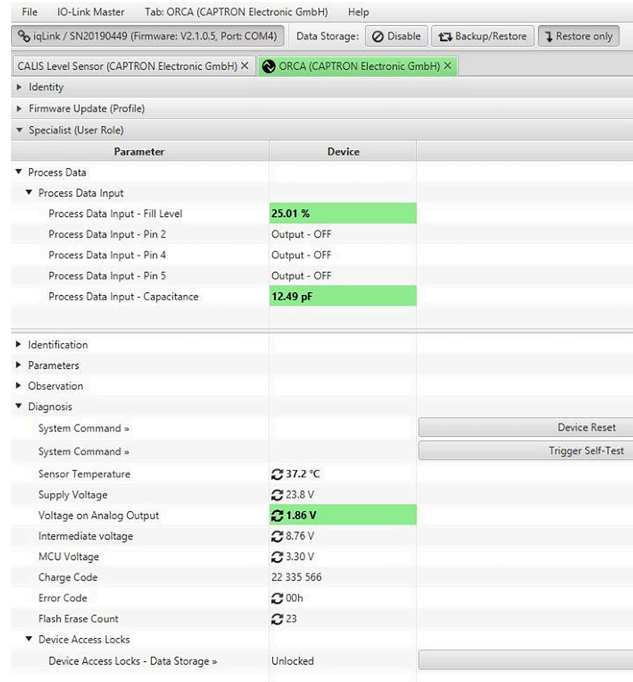 File IO-Link Master Tab: ORCA (CAPTRON Electronic GmbH) Help
iqLink / SN20190449 (Firmware: V2.1.0.5, Port: COM4) Data Storage: Disable Backup/Restore Restore only
CALIS Level Sensor (CAPTRON Electronic GmbH) ORCA (CAPTRON Electronic GmbH)
Identity
Firmware Update (Profile)
Specialist (User Role)
Parameter Device
Process Data
Process Data Input
Process Data Input - Fill Level 25.01 %
Process Data Input - Pin 2 Output - OFF
Process Data Input - Pin 4 Output - OFF
Process Data Input - Pin 5 Output - OFF
Process Data Input - Capacitance 12.49 pF
Identification
Parameters
Observation
Diagnosis
System Command » Device Reset
System Command » Trigger Self-Test
Sensor Temperature 37.2 °C
Supply Voltage 23.8 V
Voltage on Analog Output 1.86 V
Intermediate voltage 8.76 V
MCU Voltage 3.30 V
Charge Code 22 335 566
Error Code 00h
Flash Erase Count 23
Device Access Locks
Device Access Locks - Data Storage » Unlocked